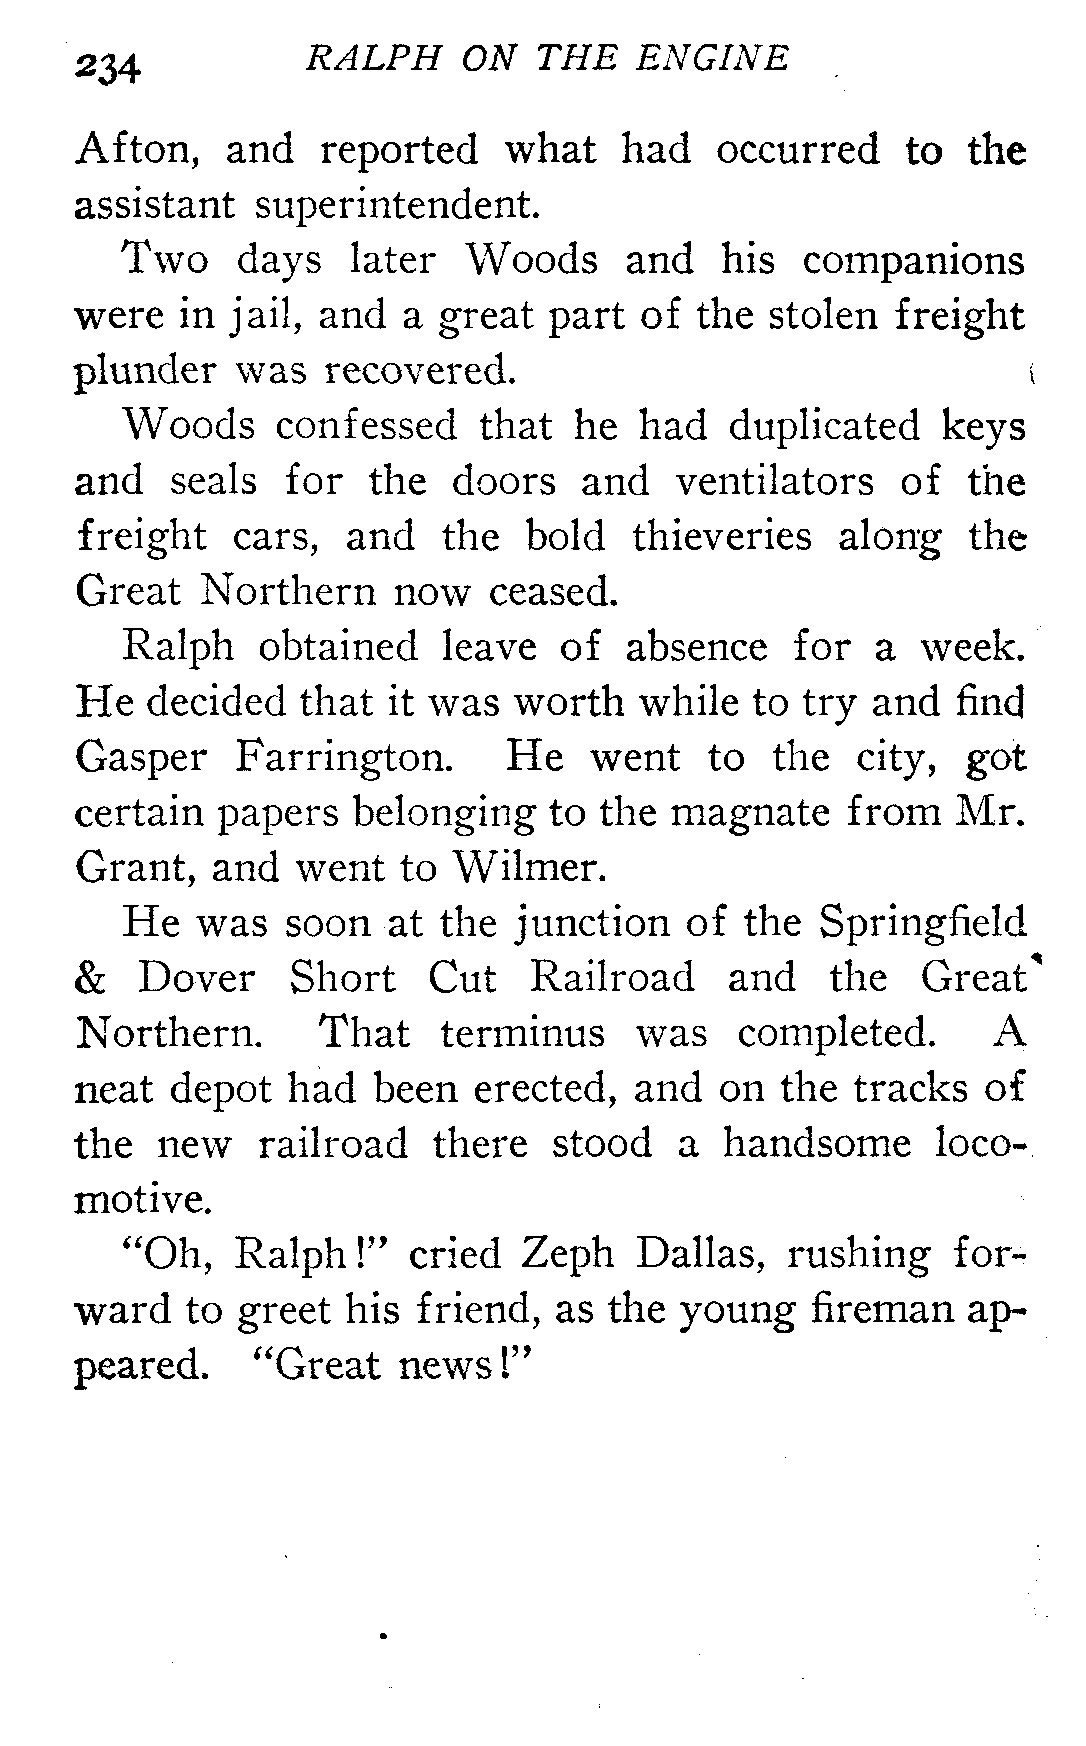 234 RALPH ON THE ENGINE
Afton, and reported what had occurred to the
assistant superintendent.
Two days later Woods and his companions
were in jail, and a great part of the stolen freight
plunder was recovered.
Woods confessed that he had duplicated keys
and seals for the doors and ventilators of the
freight cars, and the bold thieveries along the
Great Northern now ceased.
Ralph obtained leave of absence for a week.
He decided that it was worth while to try and find
Gasper Farrington. He went to the city, got
certain papers belonging to the magnate from Mr.
Grant, and went to Wilmer.
He was soon at the junction of the Springfield
& Dover Short Cut Railroad and the Great
Northern. That terminus was completed. A
neat depot had been erected, and on the tracks of
the new railroad there stood a handsome loco-
motive.
"Oh, Ralph!" cried Zeph Dallas, rushing for-
ward to greet his friend, as the young fireman ap-
peared. "Great news!"